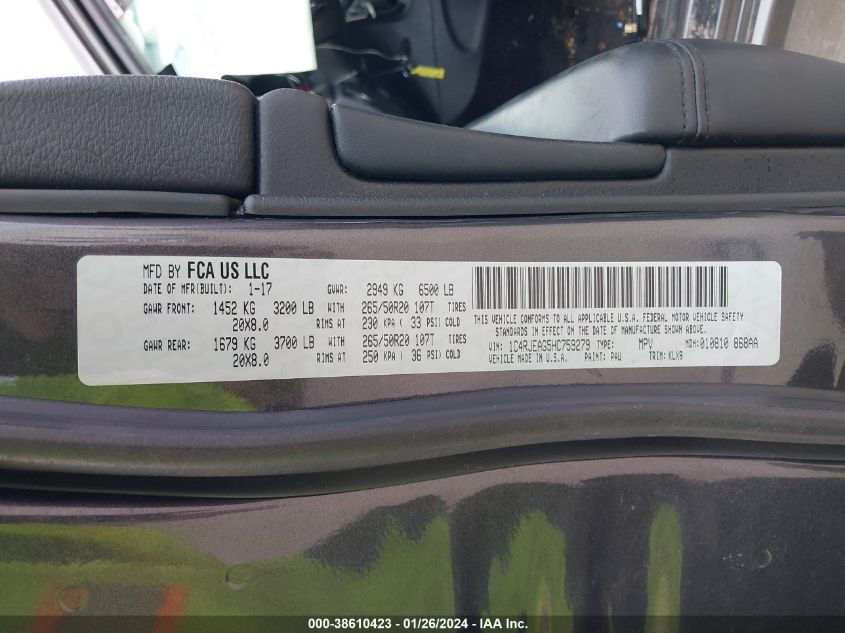 MFD BY FCA US LLC
DATE OF MFR(BUILT): 1-17 GVWR: 2949 KG 6500 LB
GAWR FRONT: 1452 KG 3200 LB WITH 265/50R20 107T TIRES
20X8.0 RIMS AT 230 KPA ( 33 PSI) COLD
GAWR REAR: 1679 KG 3700 LB WITH 265/50R20 107T TIRES
20X8.0 RIMS AT 250 KPA ( 36 PSI) COLD
THIS VEHICLE CONFORMS TO ALL APPLICABLE U.S.A. FEDERAL MOTOR VEHICLE SAFETY
STANDARDS IN EFFECT ON THE DATE OF MANUFACTURE SHOWN ABOVE.
VIN: 1C4RJEAG5HC759279 TYPE: MPV MDH: 010810 868AA
VEHICLE MADE IN U.S.A. PAINT: PAU TRIM: KLX9
000-38610423 - 01/26/2024 - IAA Inc.